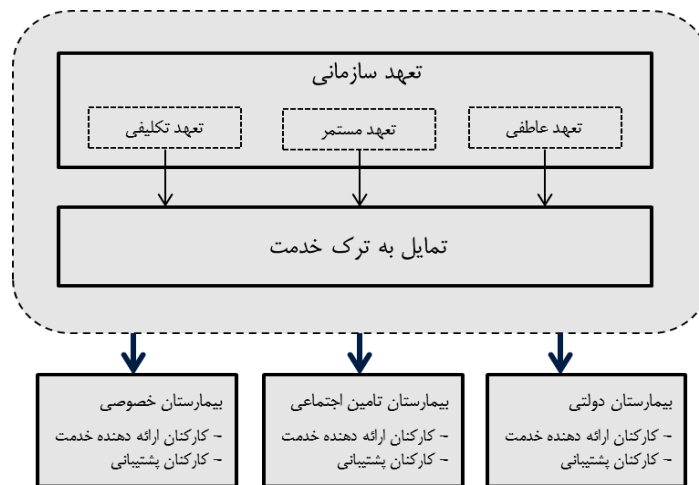 تعهد سازمانی
تعهد عاطفی
تعهد مستمر
تعهد تکلیفی
تمایل به ترک خدمت
بیمارستان دولتی
- کارکنان ارائه دهنده خدمت
- کارکنان پشتیبانی
بیمارستان تامین اجتماعی
- کارکنان ارائه دهنده خدمت
- کارکنان پشتیبانی
بیمارستان خصوصی
- کارکنان ارائه دهنده خدمت
- کارکنان پشتیبانی